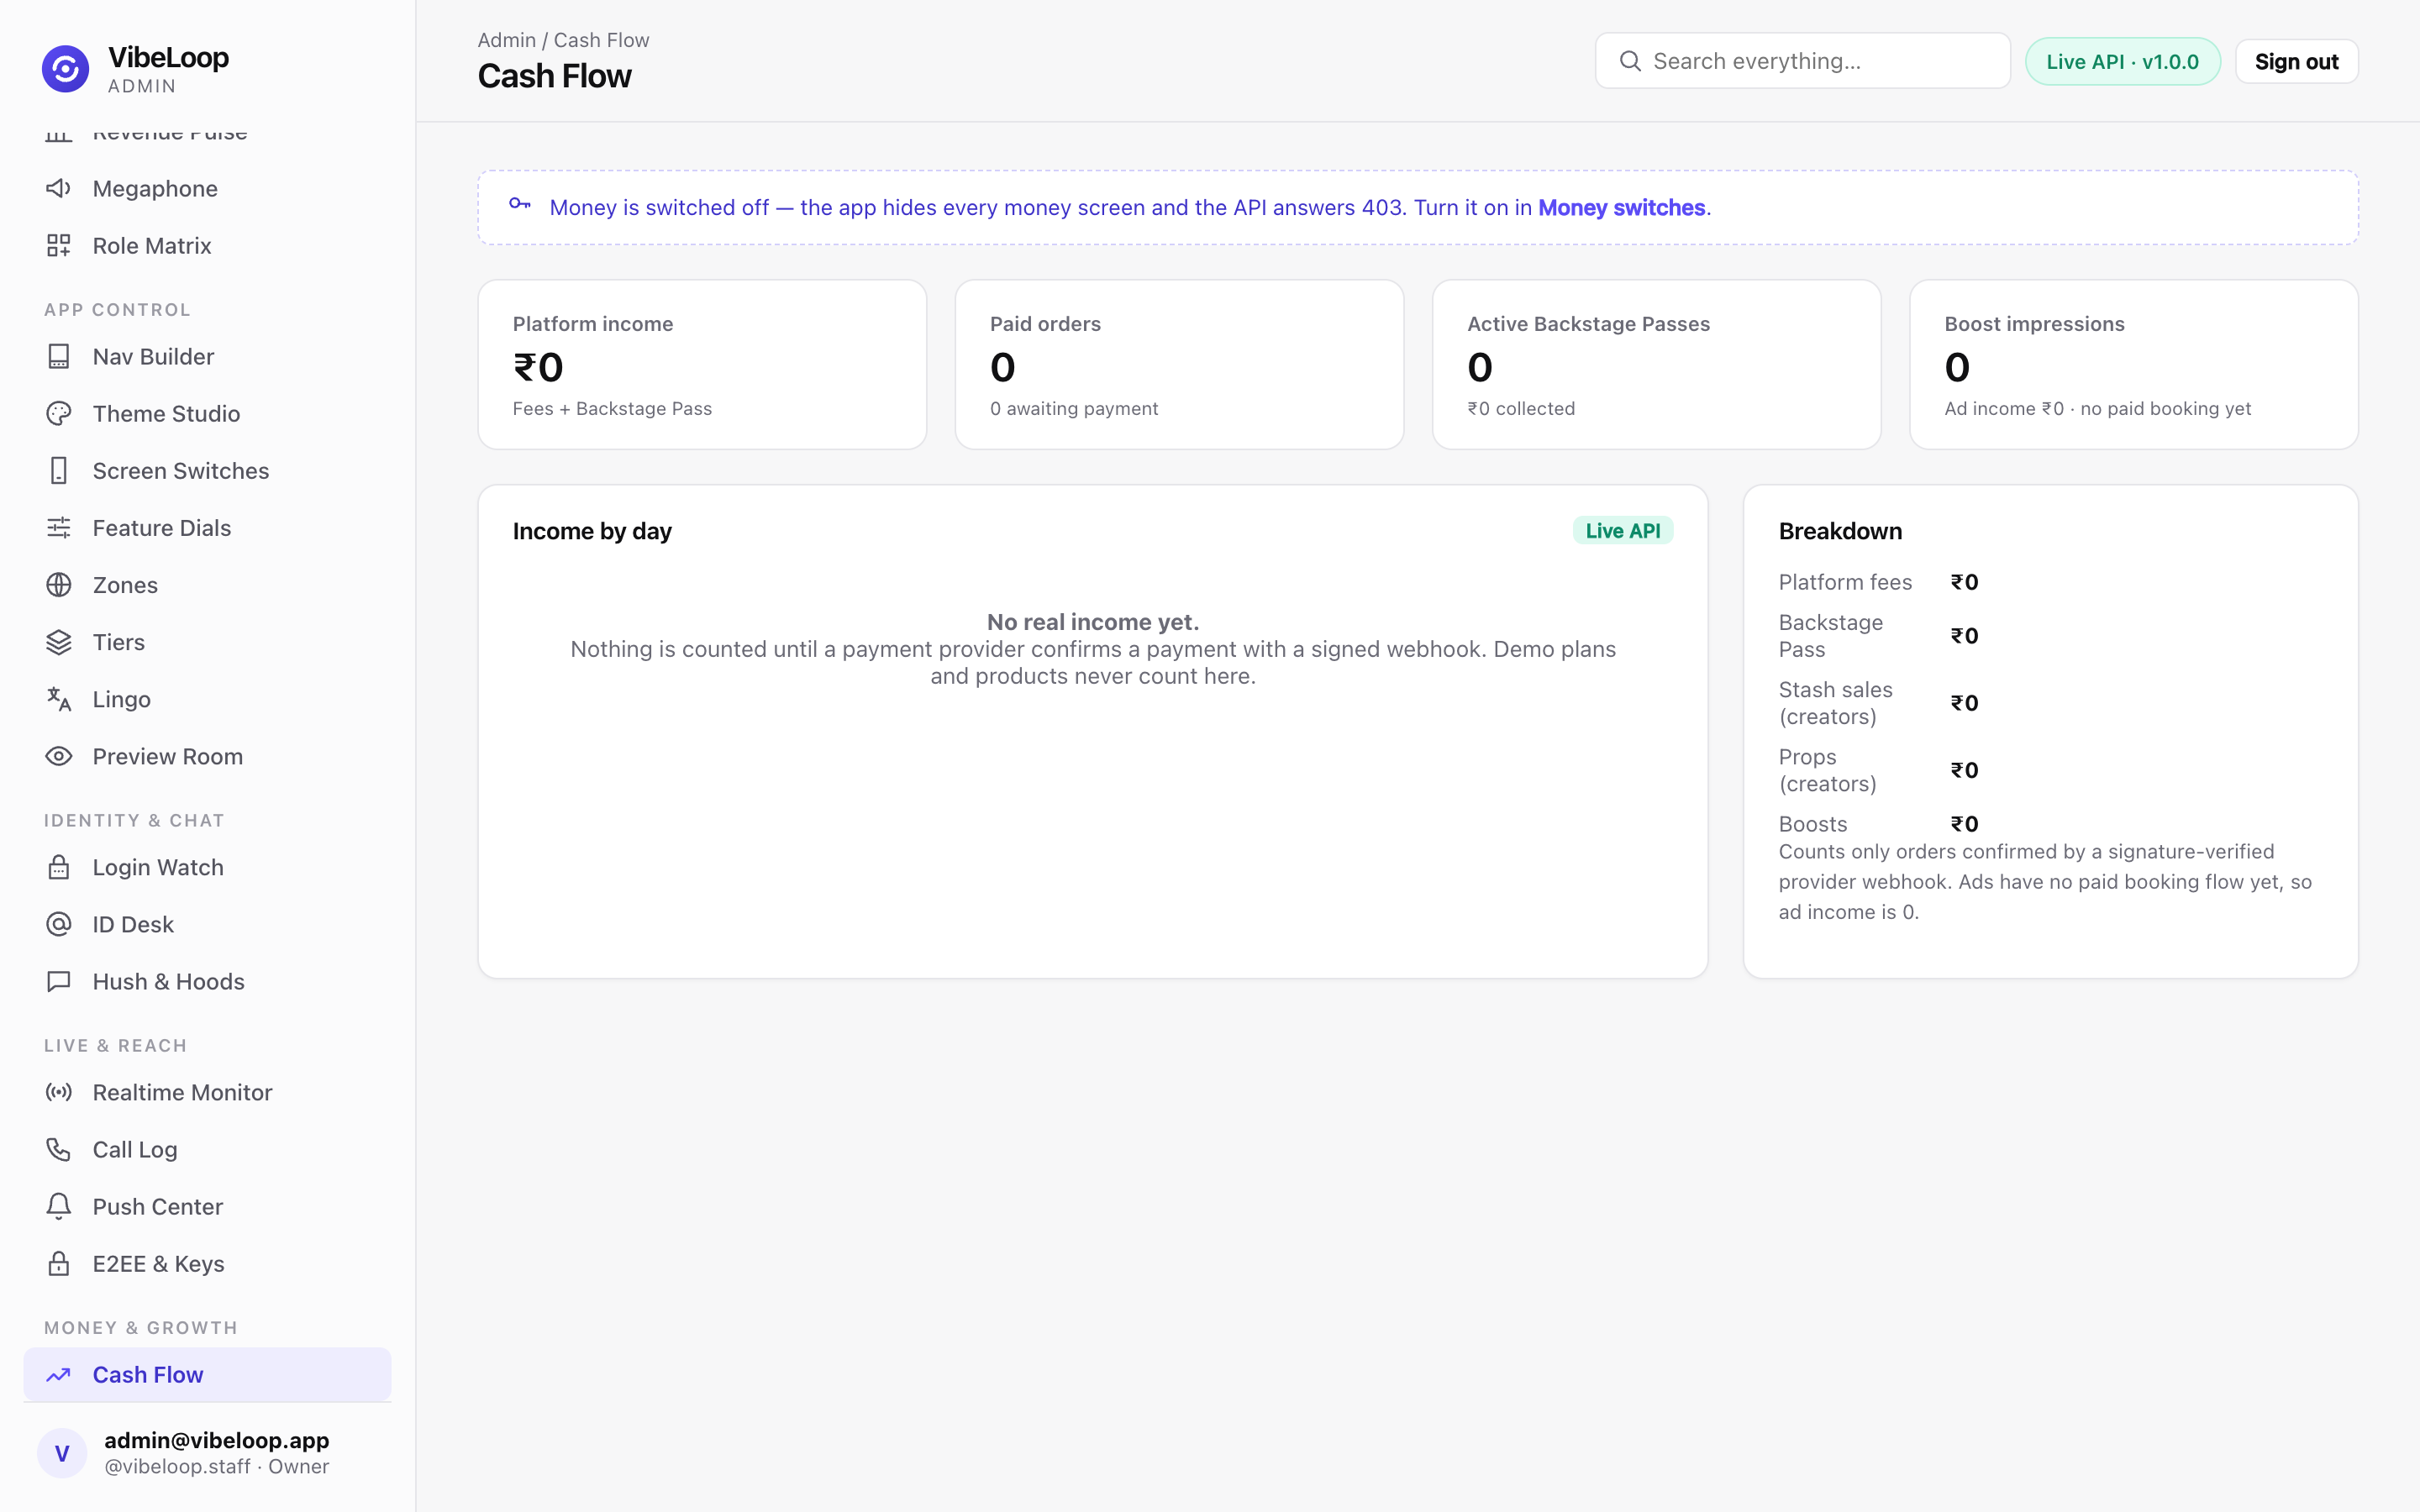 VibeLoop
ADMIN
Revenue Pulse
Megaphone
Role Matrix
APP CONTROL
Nav Builder
Theme Studio
Screen Switches
Feature Dials
Zones
Tiers
Lingo
Preview Room
IDENTITY & CHAT
Login Watch
ID Desk
Hush & Hoods
LIVE & REACH
Realtime Monitor
Call Log
Push Center
E2EE & Keys
MONEY & GROWTH
Cash Flow
V
admin@vibeloop.app
@vibeloop.staff · Owner
Admin / Cash Flow
Cash Flow
Search everything...
Live API · v1.0.0
Sign out
Money is switched off — the app hides every money screen and the API answers 403. Turn it on in Money switches.
Platform income
₹0
Fees + Backstage Pass
Paid orders
0
0 awaiting payment
Active Backstage Passes
0
₹0 collected
Boost impressions
0
Ad income ₹0 · no paid booking yet
Income by day
Live API
No real income yet.
Nothing is counted until a payment provider confirms a payment with a signed webhook. Demo plans
and products never count here.
Breakdown
Platform fees ₹0
Backstage
Pass ₹0
Stash sales
(creators) ₹0
Props
(creators) ₹0
Boosts ₹0
Counts only orders confirmed by a signature-verified
provider webhook. Ads have no paid booking flow yet, so
ad income is 0.